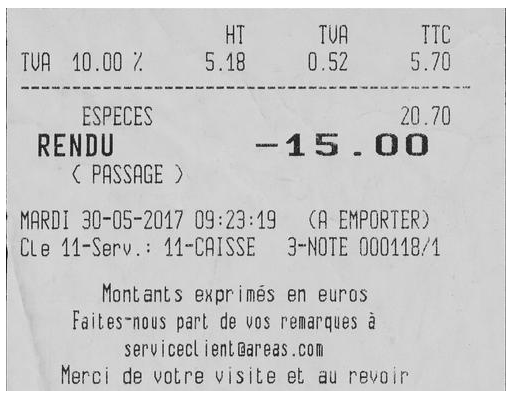 HT TVA TTC
TVA 10.00 % 5.18 0.52 5.70
ESPECES 20.70
RENDU -15.00
( PASSAGE )
MARDI 30-05-2017 09:23:19 (A EMPORTER)
Cle 11-Serv.: 11-CAISSE 3-NOTE 000118/1
Montants exprimés en euros
Faites-nous part de vos remarques à
serviceclient@areas.com
Merci de votre visite et au revoir